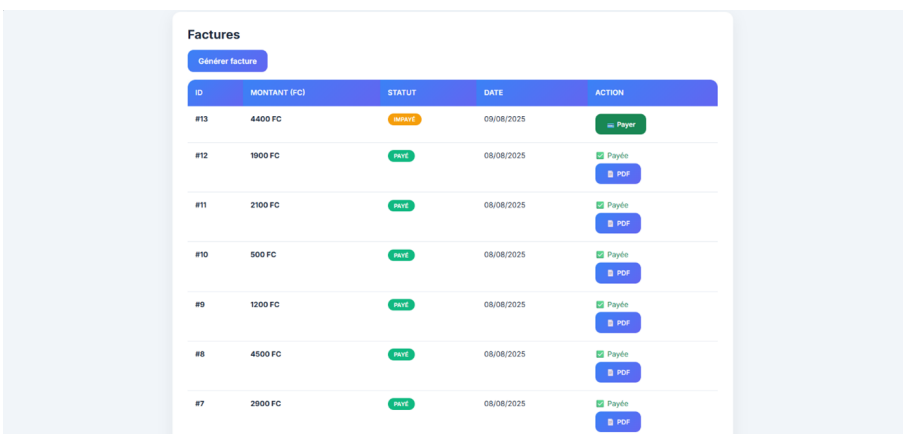 Factures
Générer facture
ID MONTANT (FC) STATUT DATE ACTION
#13 4400 FC IMPAYÉ 09/08/2025 Payer
#12 1900 FC PAYÉ 08/08/2025 Payée
PDF
#11 2100 FC PAYÉ 08/08/2025 Payée
PDF
#10 500 FC PAYÉ 08/08/2025 Payée
PDF
#9 1200 FC PAYÉ 08/08/2025 Payée
PDF
#8 4500 FC PAYÉ 08/08/2025 Payée
PDF
#7 2900 FC PAYÉ 08/08/2025 Payée
PDF